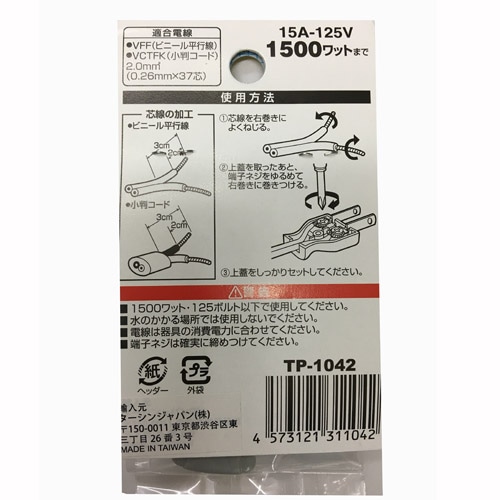 適合電線
●VFF(ビニール平行線)
●VCTFK(小判コード)
2.0m㎡
(0.26mm×37芯)
15A-125V
1500ワットまで
使用方法
芯線の加工
●ビニール平行線
3cm
2cm
●小判コード
3cm
2cm
①芯線を右巻きに
よくねじる。
②上蓋を取ったあと、
端子ネジをゆるめて
右巻きに巻きつける。
③上蓋をしっかりセットしてください。
警告
■1500ワット・125ボルト以下で使用してください。
■水のかかる場所では使用しないでください。
■電線は器具の消費電力に合わせてください。
■端子ネジは確実に締めつけてください。
紙
ヘッダー
プラ
外袋
TP-1042
輸入元
ターシンジャパン(株)
〒150-0011 東京都渋谷区東
三丁目26番3号
MADE IN TAIWAN
4 573121 311042